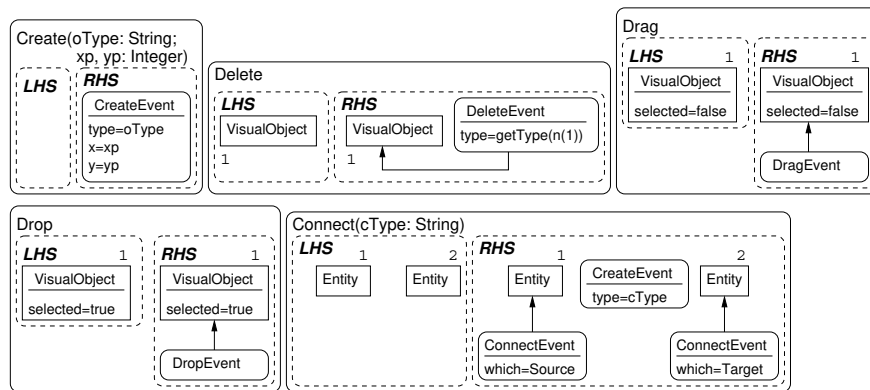 Create(oType: String;
xp, yp: Integer)
LHS
RHS
CreateEvent
type=oType
x=xp
y=yp
Delete
LHS
VisualObject
1
RHS
VisualObject
1
DeleteEvent
type=getType(n(1))
Drag
LHS 1
VisualObject
selected=false
RHS 1
VisualObject
selected=false
DragEvent
Drop
LHS 1
VisualObject
selected=true
RHS 1
VisualObject
selected=true
DropEvent
Connect(cType: String)
LHS 1 2
Entity Entity
RHS 1 2
Entity
CreateEvent
type=cType
Entity
ConnectEvent
which=Source
ConnectEvent
which=Target